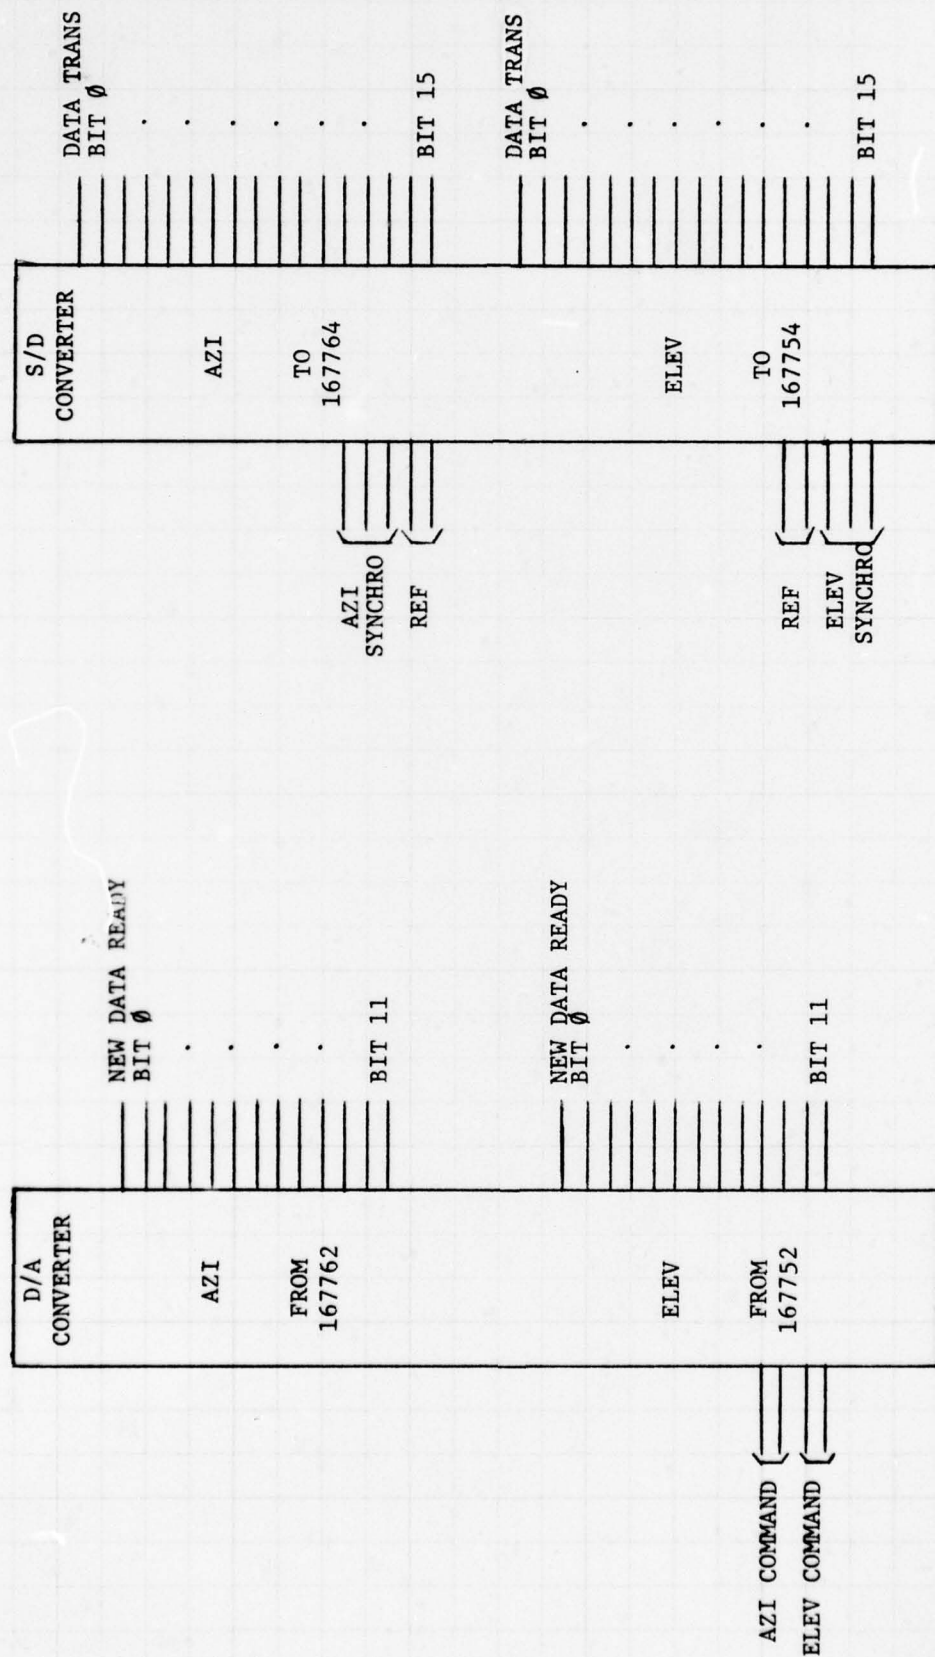 S/D
CONVERTER
AZI
TO
167764
ELEV
TO
167754
DATA TRANS
BIT Ø
.
.
.
.
.
.
BIT 15
DATA TRANS
BIT Ø
.
.
.
.
.
.
BIT 15
AZI
SYNCHRO
REF
REF
ELEV
SYNCHRO
D/A
CONVERTER
AZI
FROM
167762
ELEV
FROM
167752
NEW DATA READY
BIT Ø
.
.
.
.
BIT 11
NEW DATA READY
BIT Ø
.
.
.
.
BIT 11
AZI COMMAND
ELEV COMMAND